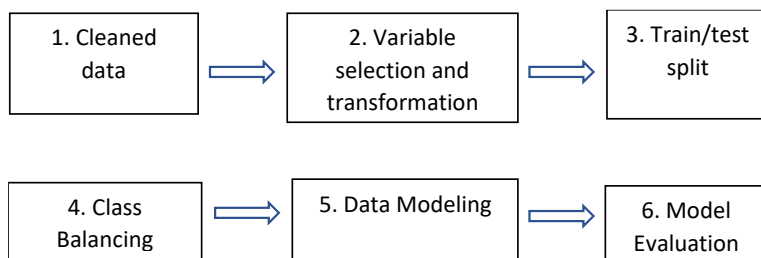 1. Cleaned
data
2. Variable
selection and
transformation
3. Train/test
split
4. Class
Balancing
5. Data Modeling
6. Model
Evaluation